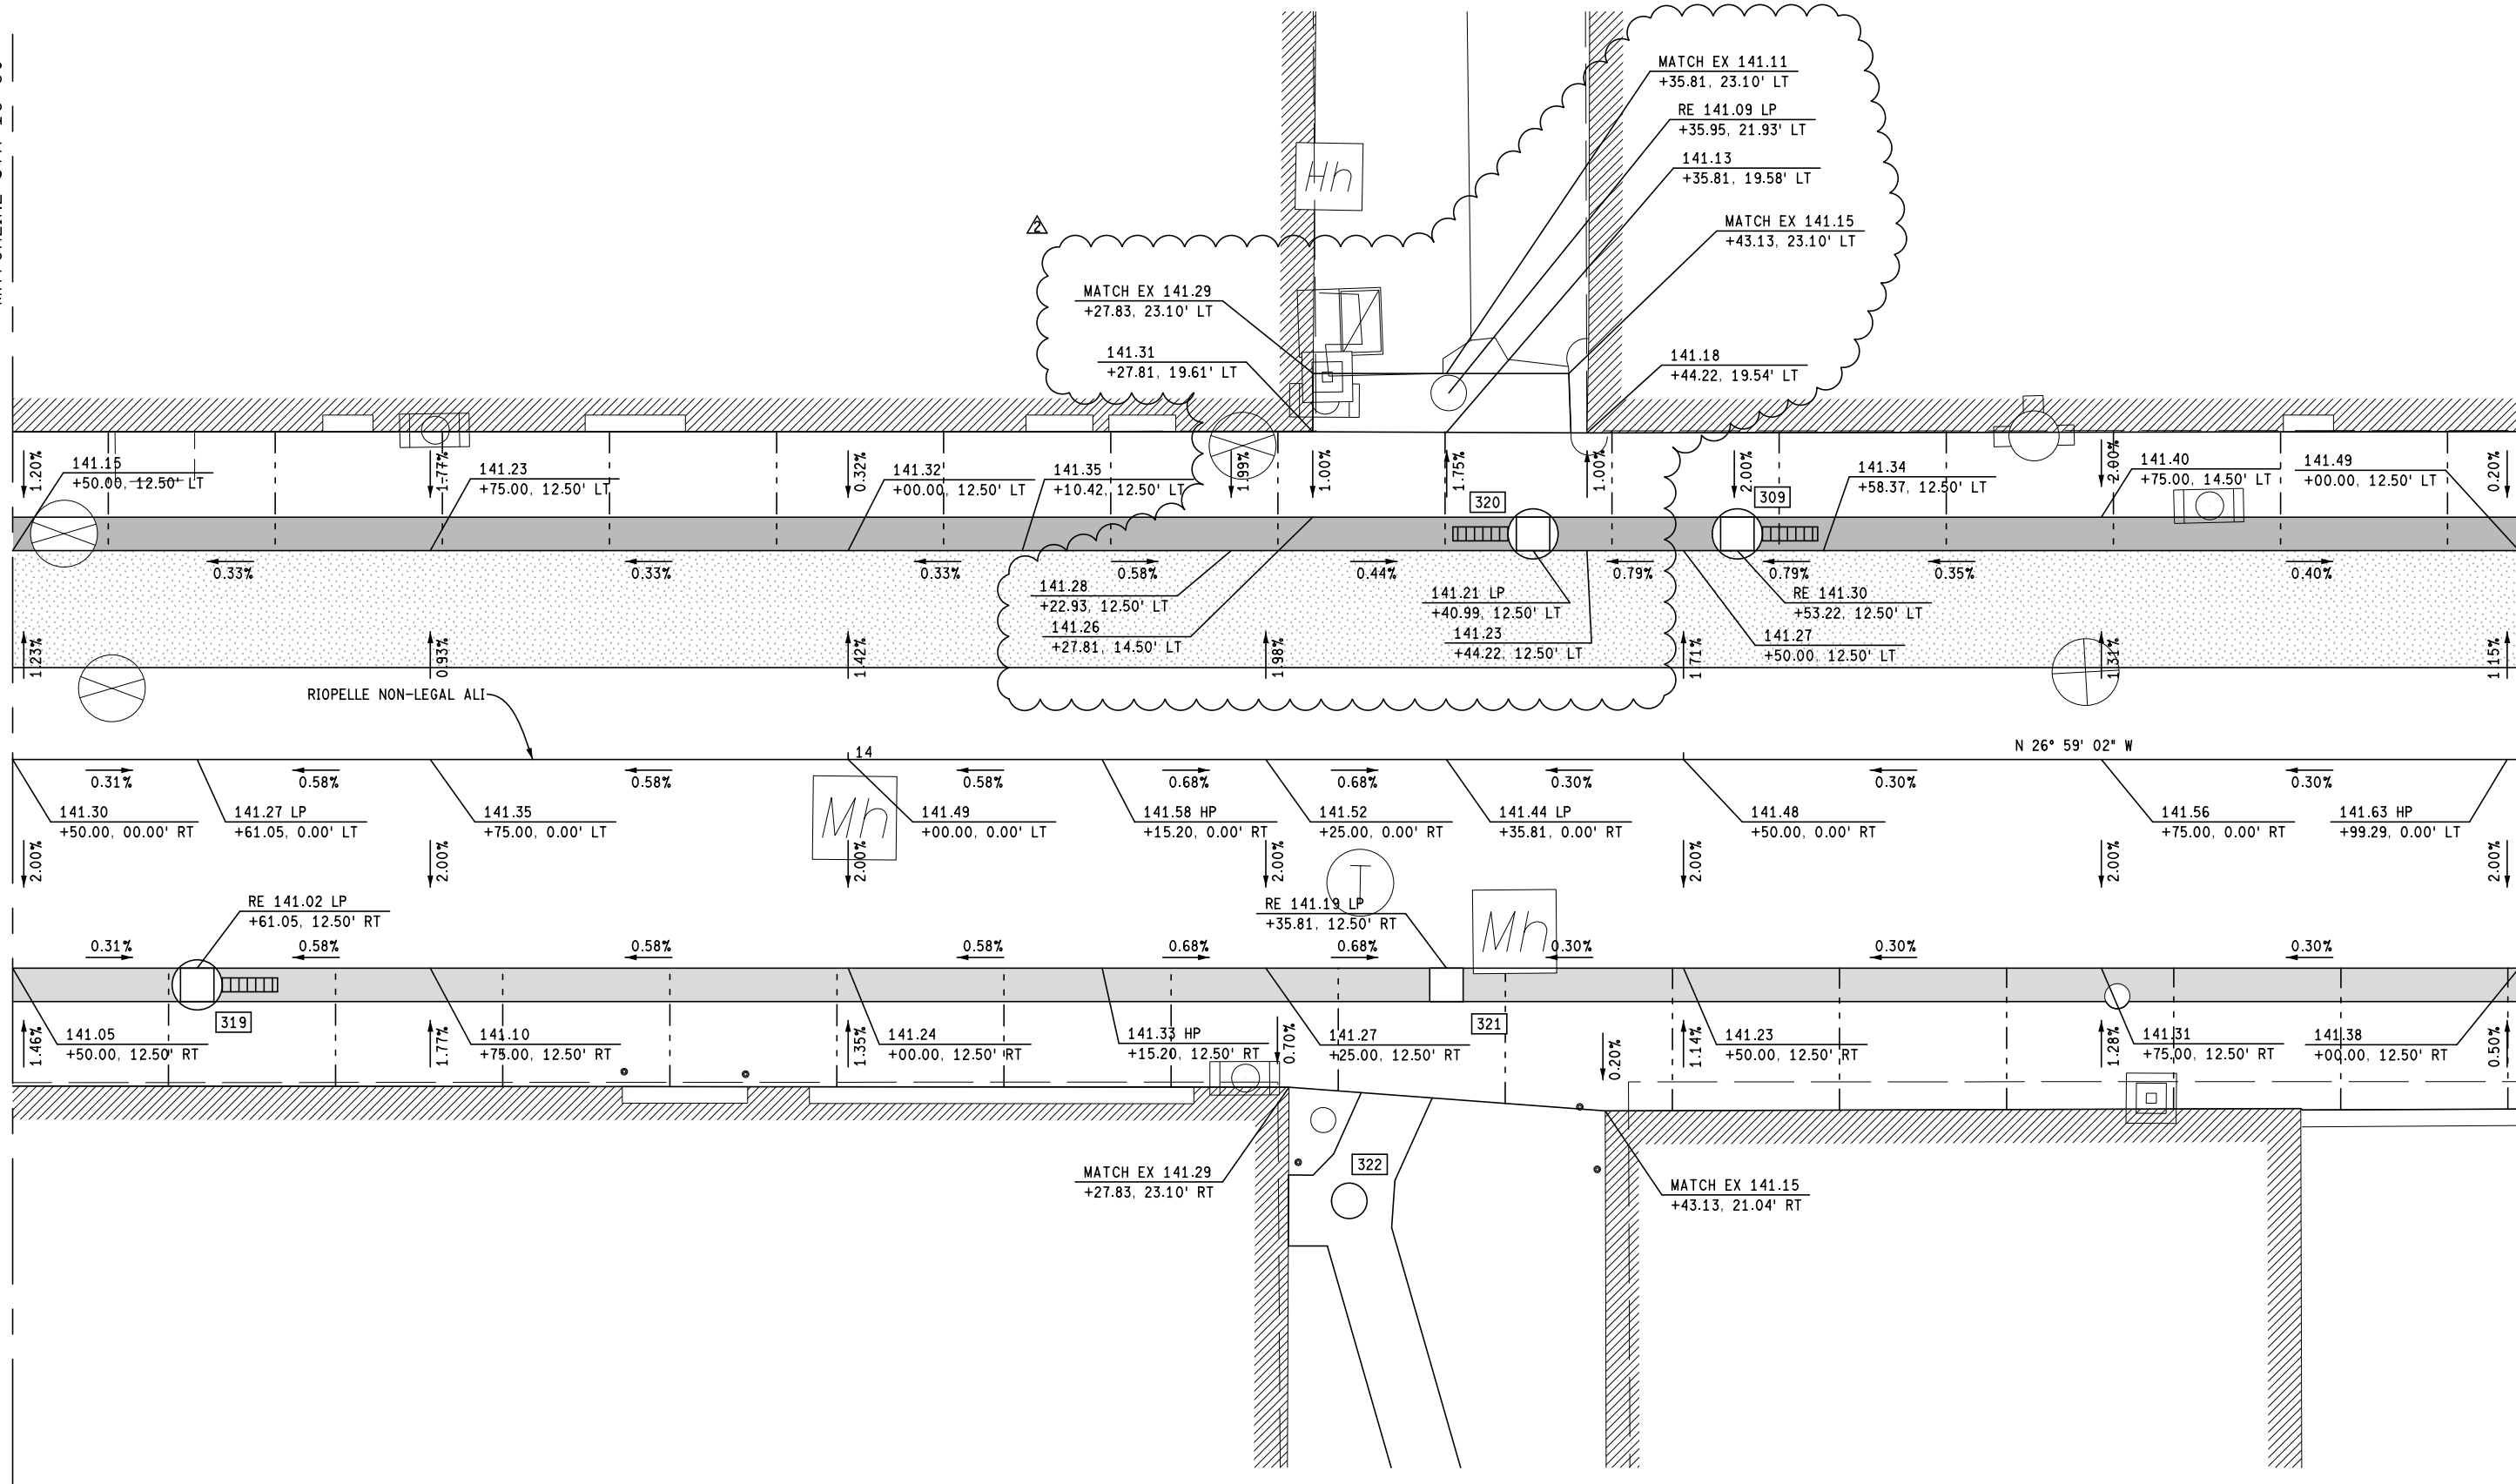 MATCH EX 141.11
+35.81, 23.10' LT
RE 141.09 LP
+35.95, 21.93' LT
141.13
+35.81, 19.58' LT
Hh
MATCH EX 141.15
+43.13, 23.10' LT
2
MATCH EX 141.29
+27.83, 23.10' LT
141.31
+27.81, 19.61' LT
141.18
+44.22, 19.54' LT
1.20%
141.15
+50.00, 12.50' LT
1.77%
141.23
+75.00, 12.50' LT
0.32%
141.32
+00.00, 12.50' LT
141.35
+10.42, 12.50' LT
1.99%
1.00%
1.75%
1.00%
2.00%
141.34
+58.37, 12.50' LT
2.00%
141.40
+75.00, 14.50' LT
141.49
+00.00, 12.50' LT
0.20%
320
309
0.33%
0.33%
0.33%
0.58%
0.44%
0.79%
0.79%
0.35%
0.40%
141.28
+22.93, 12.50' LT
141.26
+27.81, 14.50' LT
141.21 LP
+40.99, 12.50' LT
141.23
+44.22, 12.50' LT
RE 141.30
+53.22, 12.50' LT
141.27
+50.00, 12.50' LT
1.23%
0.93%
1.42%
1.98%
1.71%
1.31%
1.15%
RIOPELLE NON-LEGAL ALI
14
N 26° 59' 02" W
0.31%
0.58%
0.58%
0.58%
0.68%
0.68%
0.30%
0.30%
0.30%
141.30
+50.00, 00.00' RT
141.27 LP
+61.05, 0.00' LT
141.35
+75.00, 0.00' LT
Mh
141.49
+00.00, 0.00' LT
141.58 HP
+15.20, 0.00' RT
141.52
+25.00, 0.00' RT
141.44 LP
+35.81, 0.00' RT
141.48
+50.00, 0.00' RT
141.56
+75.00, 0.00' RT
141.63 HP
+99.29, 0.00' LT
2.00%
2.00%
2.00%
2.00%
2.00%
2.00%
2.00%
T
RE 141.02 LP
+61.05, 12.50' RT
RE 141.19 LP
+35.81, 12.50' RT
Mh
0.31%
0.58%
0.58%
0.58%
0.68%
0.68%
0.30%
0.30%
0.30%
319
321
1.46%
141.05
+50.00, 12.50' RT
1.77%
141.10
+75.00, 12.50' RT
1.35%
141.24
+00.00, 12.50' RT
141.33 HP
+15.20, 12.50' RT
0.70%
141.27
+25.00, 12.50' RT
0.20%
1.14%
141.23
+50.00, 12.50' RT
1.28%
141.31
+75.00, 12.50' RT
141.38
+00.00, 12.50' RT
0.50%
322
MATCH EX 141.29
+27.83, 23.10' RT
MATCH EX 141.15
+43.13, 21.04' RT